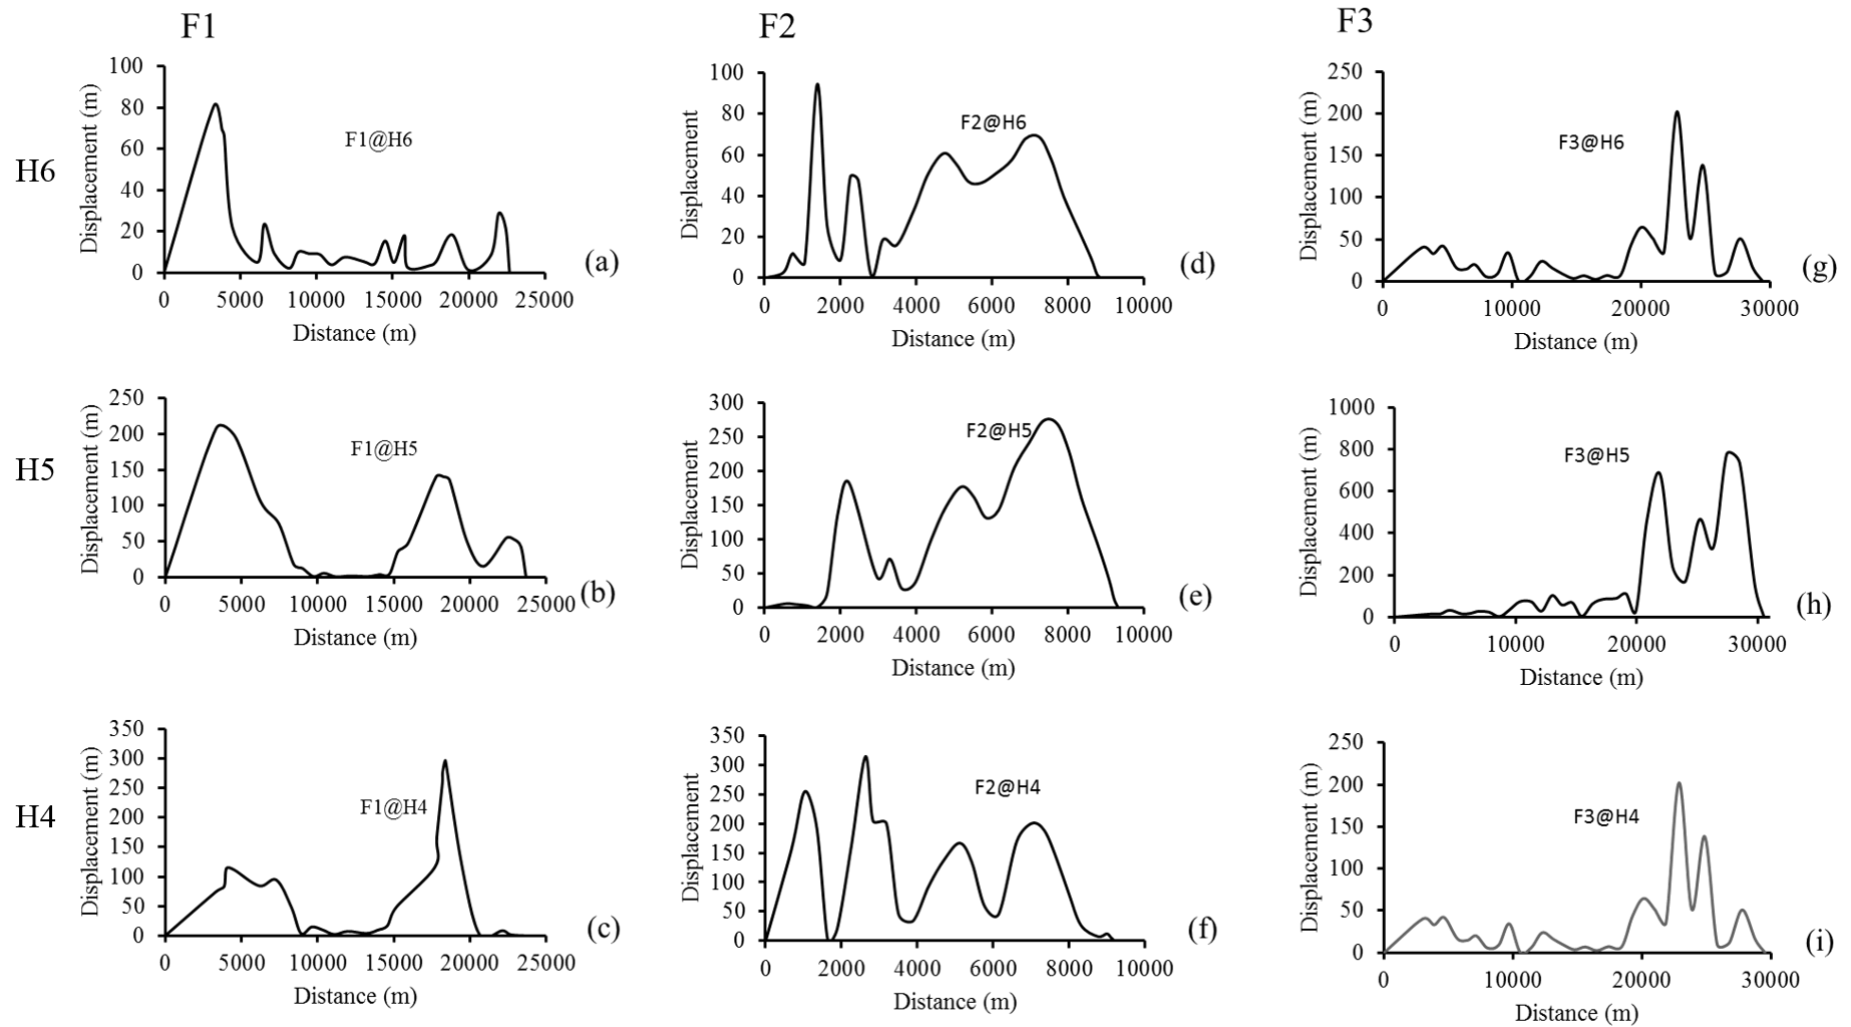 F1
F2
F3
H6
H5
H4
100
80
60
40
20
0
Displacement (m)
F1@H6
0 5000 10000 15000 20000 25000
Distance (m)
(a)
100
80
60
40
20
0
Displacement
F2@H6
0 2000 4000 6000 8000 10000
Distance (m)
(d)
250
200
150
100
50
0
Displacement (m)
F3@H6
0 10000 20000 30000
Distance (m)
(g)
250
200
150
100
50
0
Displacement (m)
F1@H5
0 5000 10000 15000 20000 25000
Distance (m)
(b)
300
250
200
150
100
50
0
Displacement
F2@H5
0 2000 4000 6000 8000 10000
Distance (m)
(e)
1000
800
600
400
200
0
Displacement (m)
F3@H5
0 10000 20000 30000
Distance (m)
(h)
350
300
250
200
150
100
50
0
Displacement (m)
F1@H4
0 5000 10000 15000 20000 25000
Distance (m)
(c)
350
300
250
200
150
100
50
0
Displacement
F2@H4
0 2000 4000 6000 8000 10000
Distance (m)
(f)
250
200
150
100
50
0
Displacement (m)
F3@H4
0 10000 20000 30000
Distance (m)
(i)